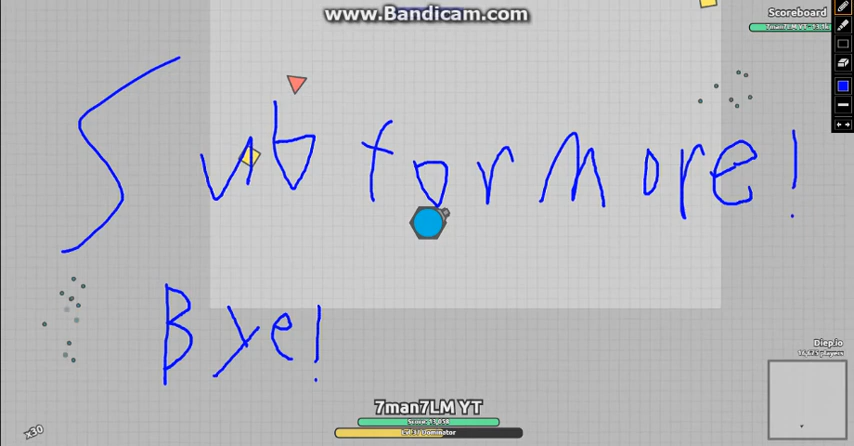 www.Bandicam.com
Scoreboard
Sub for more!
Bye!
Diep.io
x30
7man7LM YT